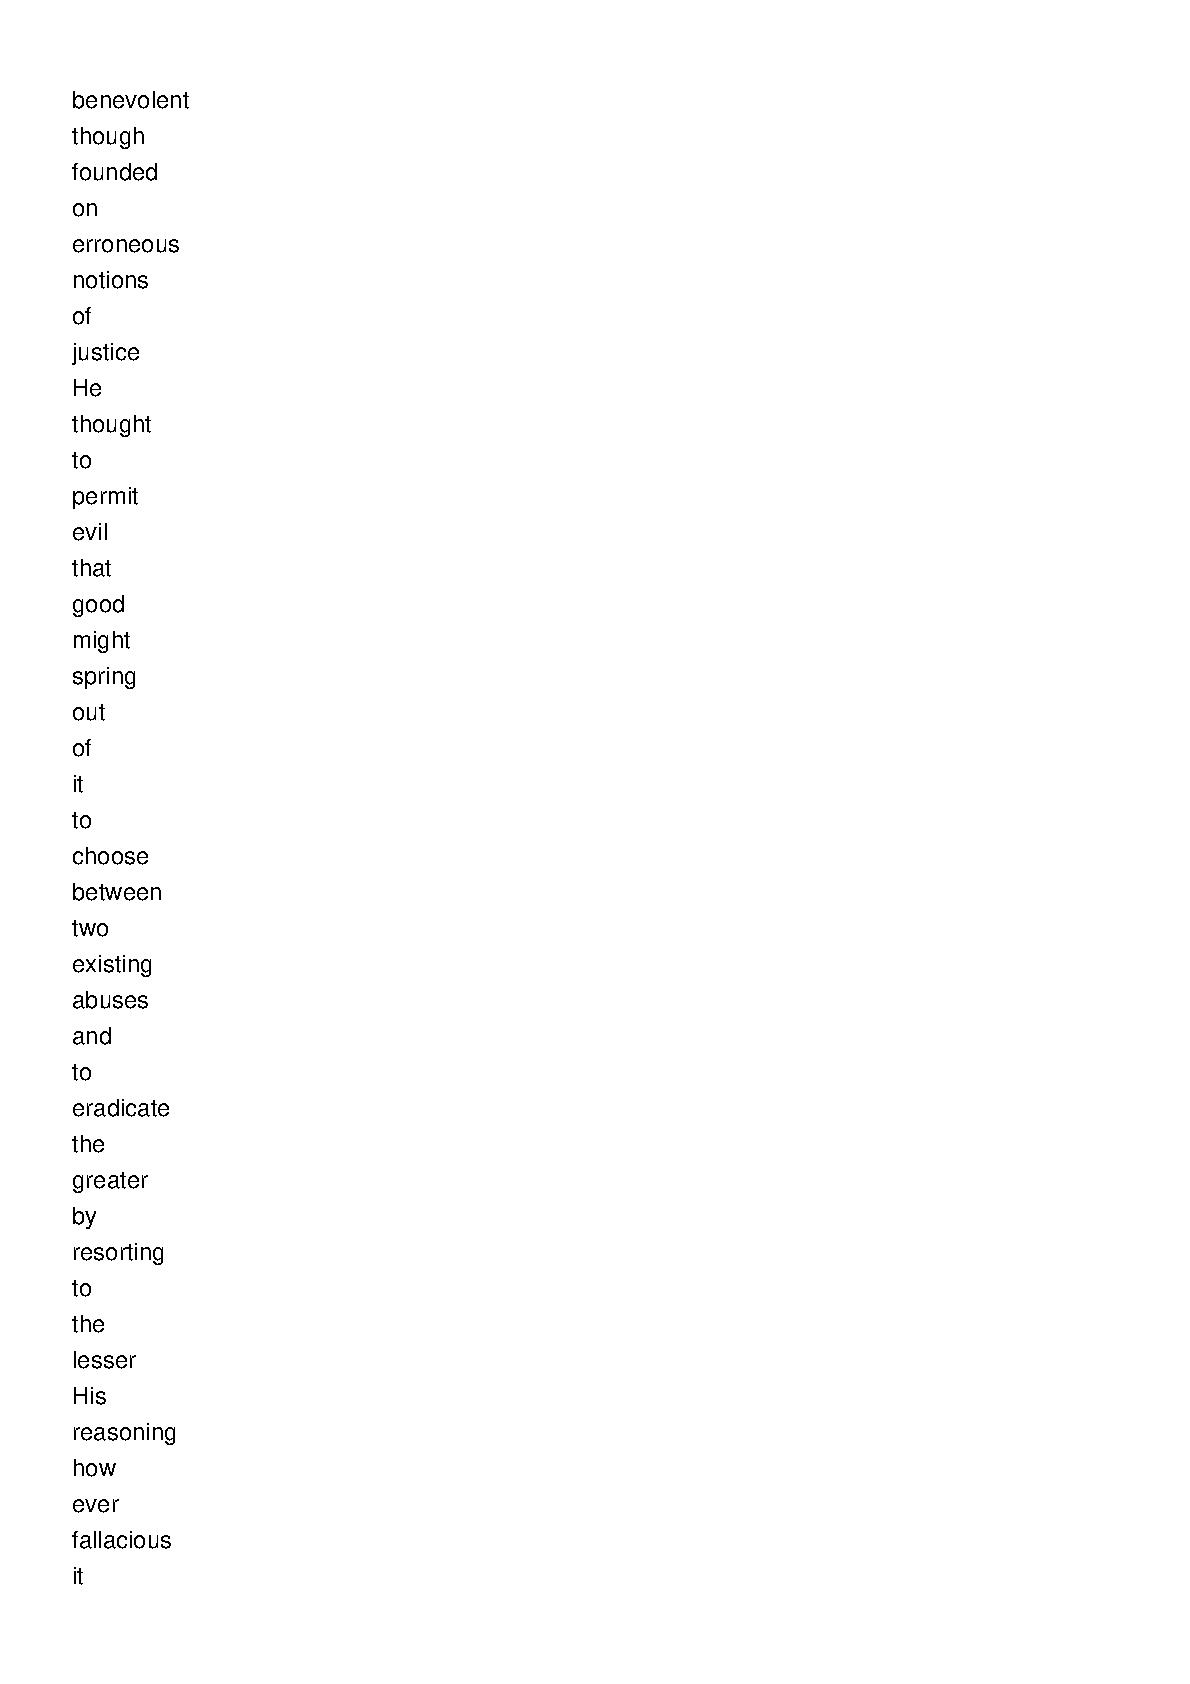 benevolent
though
founded
on
erroneous
notions
of
justice
He
thought
to
permit
evil
that
good
might
spring
out
of
it
to
choose
between
two
existing
abuses
and
to
eradicate
the
greater
by
resorting
to
the
lesser
His
reasoning
how
ever
fallacious
it